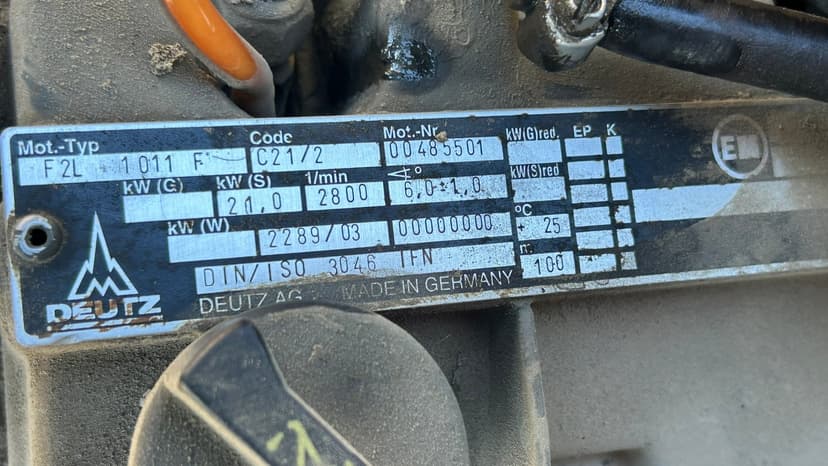 Mot.-Typ Code Mot.-Nr kW(G)red. EP K
F2L 1011 F C21/2 00485501
kW (G) kW (S) 1/min ∢° kW(S)red
21,0 2800 6,0±1,0
kW (W) °C
2289/03 00000000 + 25
DIN/ISO 3046 IFN m 100
DEUTZ
DEUTZ AG MADE IN GERMANY